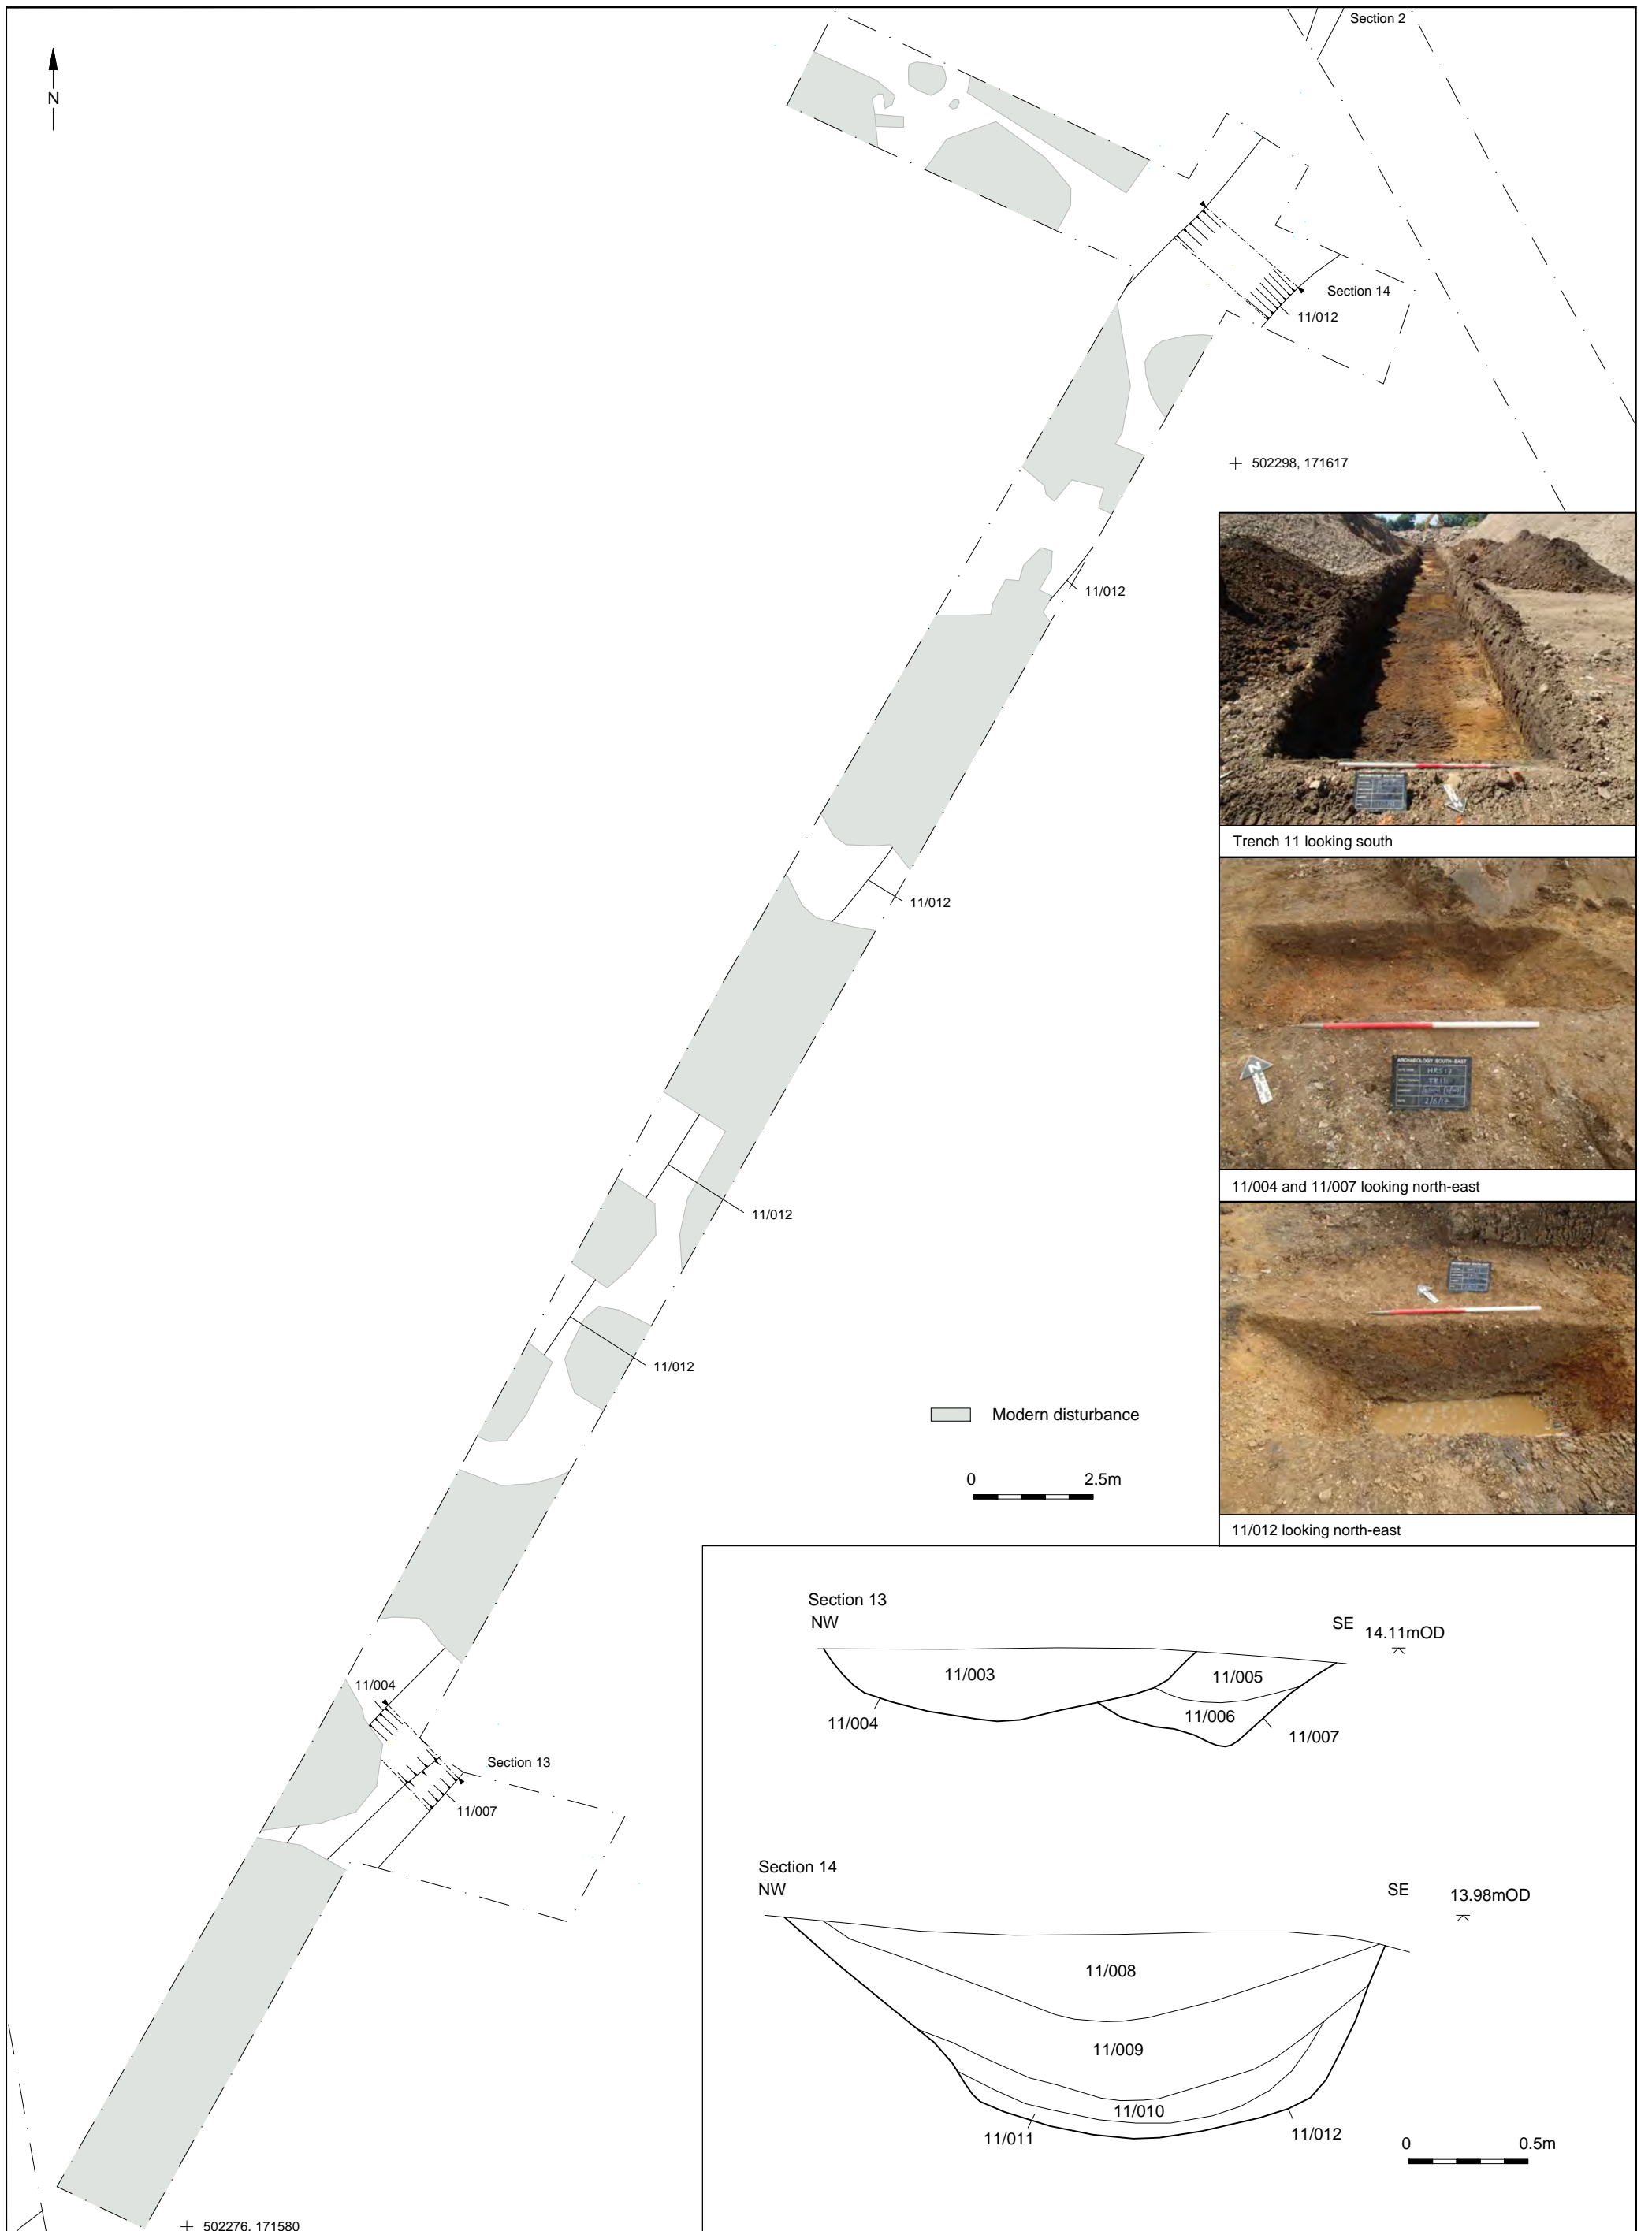 Section 2
N
Section 14
11/012
502298, 171617
11/012
11/012
11/012
11/012
Trench 11 looking south
ARCHAEOLOGY SOUTH-EAST
HRS17
TR11
11/004 and 11/007 looking north-east
11/012 looking north-east
Modern disturbance
0 2.5m
11/004
Section 13
11/007
502276, 171580
Section 13
NW
SE
14.11mOD
11/003
11/005
11/006
11/004
11/007
Section 14
NW
SE
13.98mOD
11/008
11/009
11/010
11/011
11/012
0 0.5m